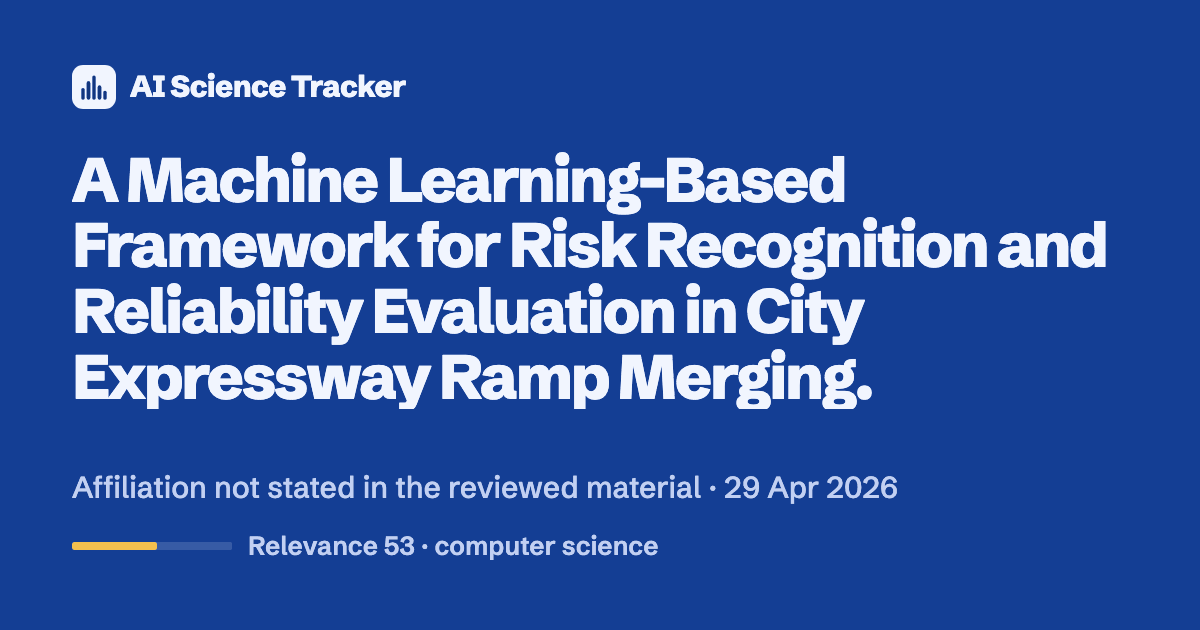 AI Science Tracker
A Machine Learning-Based
Framework for Risk Recognition and
Reliability Evaluation in City
Expressway Ramp Merging.
Affiliation not stated in the reviewed material · 29 Apr 2026
Relevance 53 · computer science